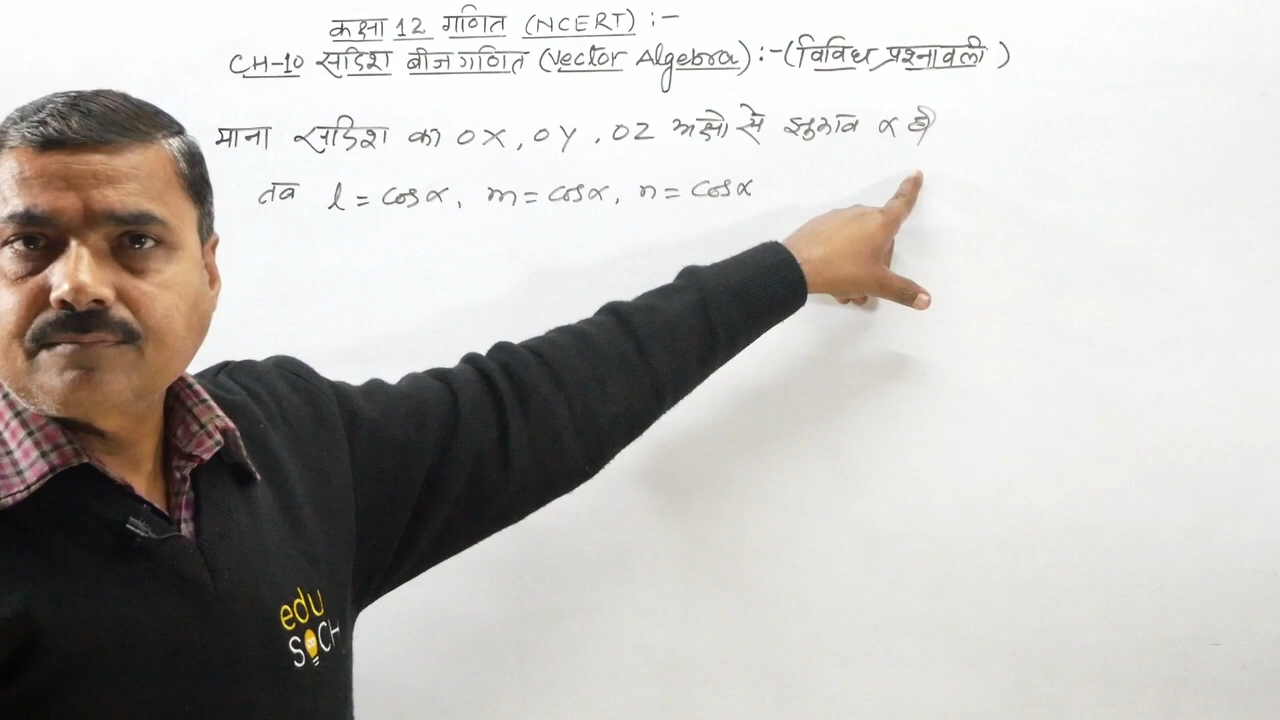 कक्षा 12 गणित (NCERT) :-
CH-10 सदिश बीजगणित (Vector Algebra) :- (विविध प्रश्नावली)
माना सदिश का OX, OY, OZ अक्षो से झुकाव α है
तब l = cosα, m = cosα, n = cosα
edu
SOCH